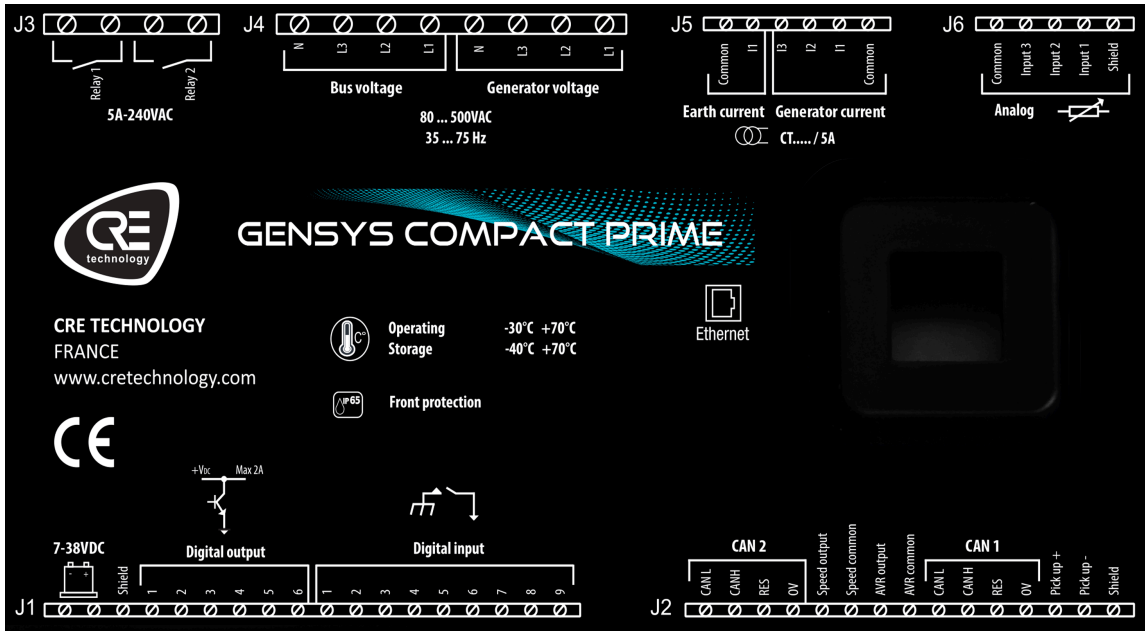 J3
Relay 1
Relay 2
5A-240VAC
J4
N L3 L2 L1 N L3 L2 L1
Bus voltage Generator voltage
80 ... 500VAC
35 ... 75 Hz
J5
Common I1 I3 I2 I1 Common
Earth current Generator current
CT...../ 5A
J6
Common Input 3 Input 2 Input 1 Shield
Analog
CRE
technology
GENSYS COMPACT PRIME
CRE TECHNOLOGY
FRANCE
www.cretechnology.com
C°
Operating -30°C +70°C
Storage -40°C +70°C
IP65
Front protection
Ethernet
CE
+VDC Max 2A
7-38VDC
Digital output
Digital input
- +
Shield 1 2 3 4 5 6 1 2 3 4 5 6 7 8 9
J1
CAN 2
CAN 1
CAN L CANH RES 0V Speed output Speed common AVR output AVR common CAN L CAN H RES 0V Pick up + Pick up - Shield
J2